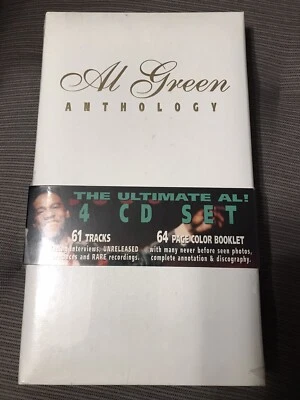 Al Green
ANTHOLOGY
THE ULTIMATE AL!
4 CD SET
61 TRACKS
interviews, UNRELEASED
and RARE recordings.
64 PAGE COLOR BOOKLET
with many never before seen photos,
complete annotation & discography.